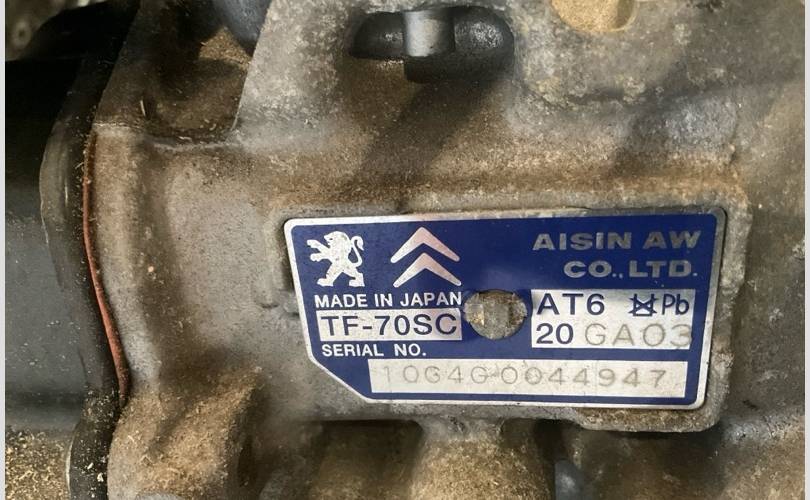 AISIN AW
CO.,LTD.
MADE IN JAPAN
TF-70SC
AT6 Pb
20 GA03
SERIAL NO.
10G4G0044947